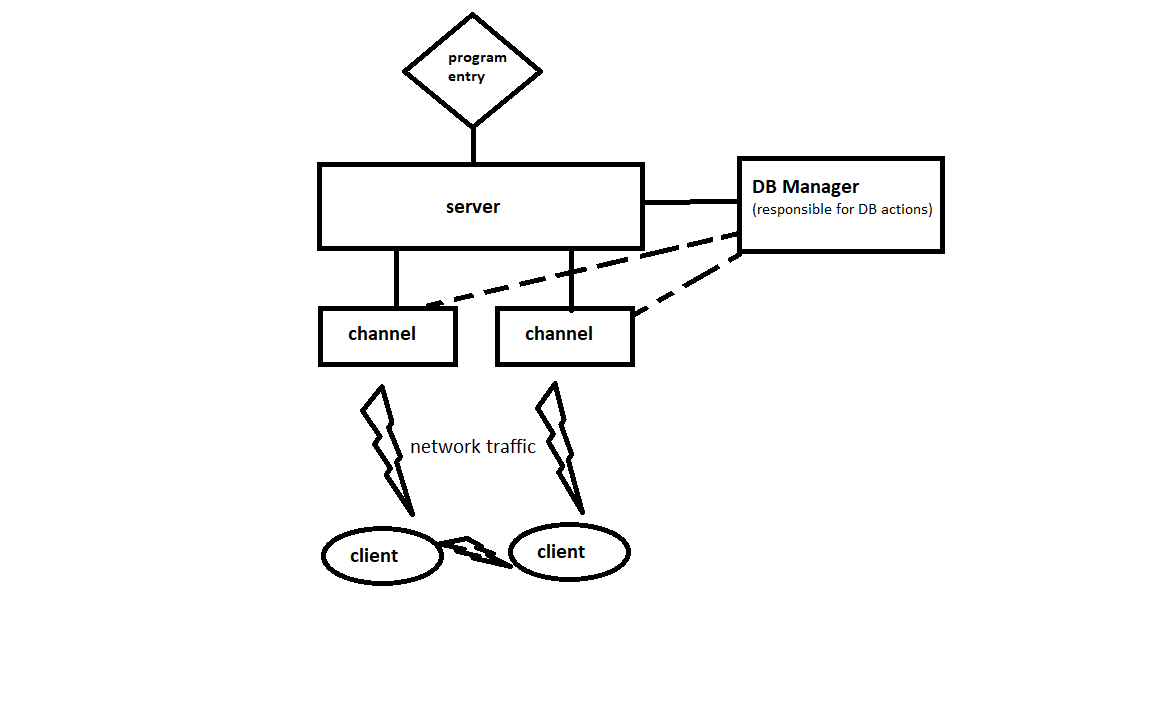 program
entry
server
DB Manager
(responsible for DB actions)
channel
channel
network traffic
client
client